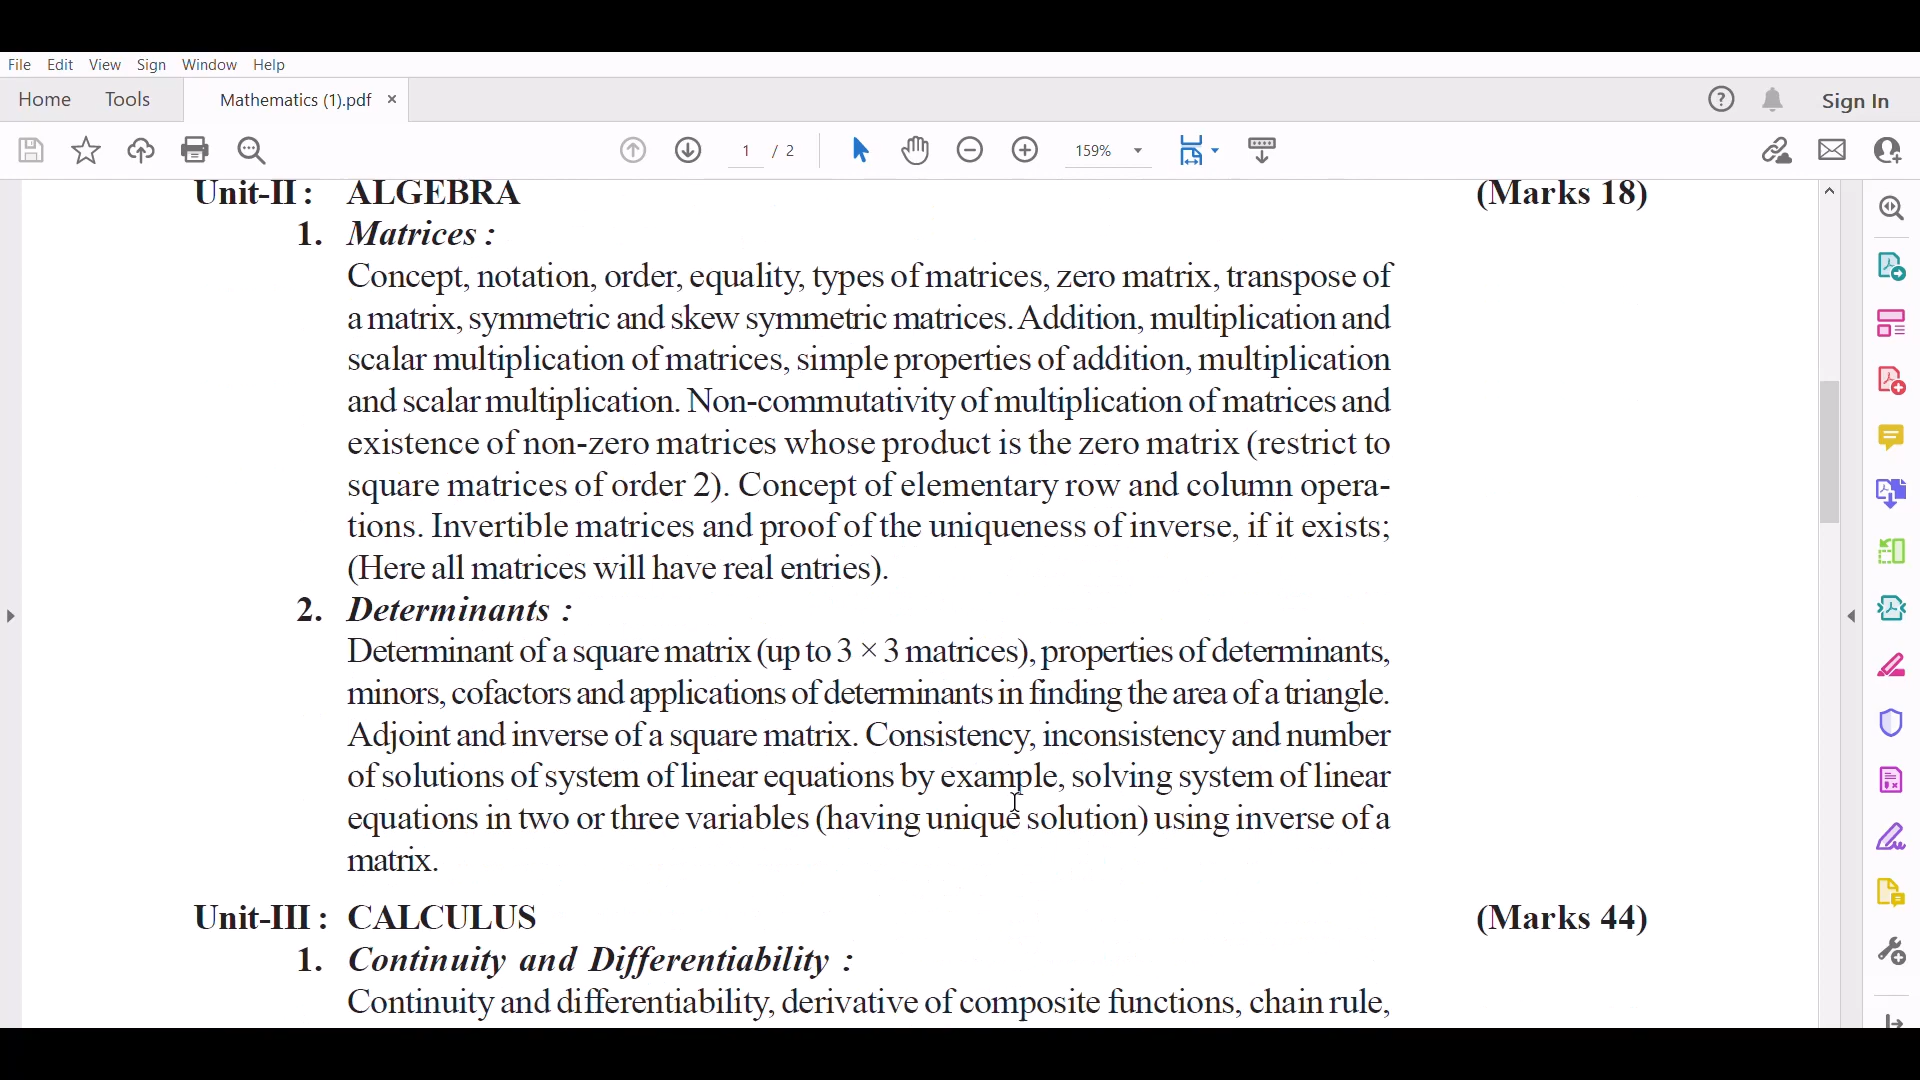 File Edit View Sign Window Help
Home Tools Mathematics (1).pdf × Sign In
1 / 2 159%
Unit-II : ALGEBRA (Marks 18)
1. Matrices :
Concept, notation, order, equality, types of matrices, zero matrix, transpose of
a matrix, symmetric and skew symmetric matrices. Addition, multiplication and
scalar multiplication of matrices, simple properties of addition, multiplication
and scalar multiplication. Non-commutativity of multiplication of matrices and
existence of non-zero matrices whose product is the zero matrix (restrict to
square matrices of order 2). Concept of elementary row and column opera-
tions. Invertible matrices and proof of the uniqueness of inverse, if it exists;
(Here all matrices will have real entries).
2. Determinants :
Determinant of a square matrix (up to 3 × 3 matrices), properties of determinants,
minors, cofactors and applications of determinants in finding the area of a triangle.
Adjoint and inverse of a square matrix. Consistency, inconsistency and number
of solutions of system of linear equations by example, solving system of linear
equations in two or three variables (having unique solution) using inverse of a
matrix.
Unit-III : CALCULUS (Marks 44)
1. Continuity and Differentiability :
Continuity and differentiability, derivative of composite functions, chain rule,